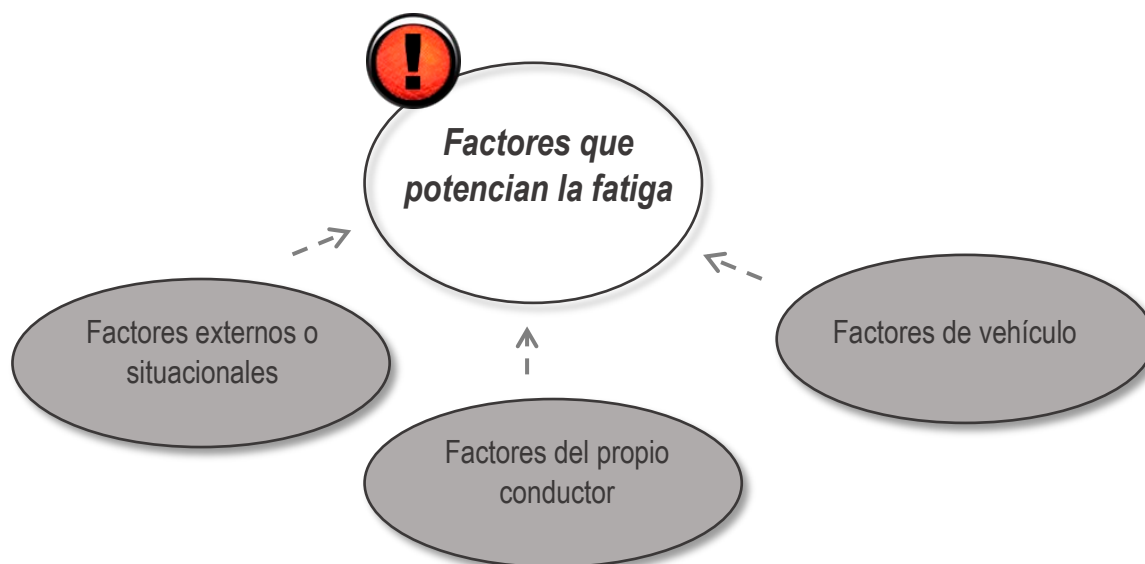 !
Factores que
potencian la fatiga
Factores externos o
situacionales
Factores de vehículo
Factores del propio
conductor